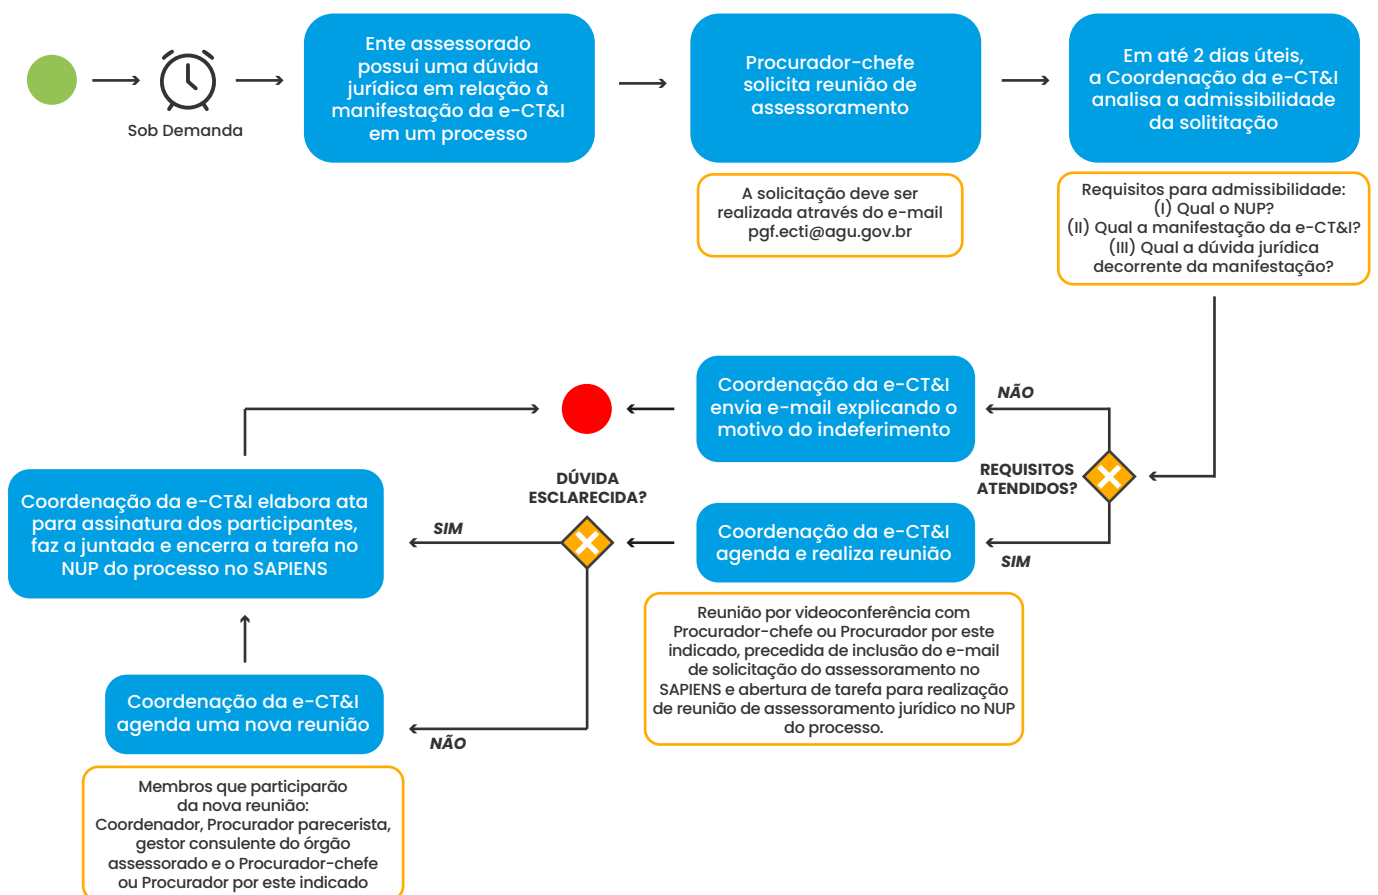 Sob Demanda
Ente assessorado
possui uma dúvida
jurídica em relação à
manifestação da e-CT&I
em um processo
Procurador-chefe
solicita reunião de
assessoramento
A solicitação deve ser
realizada através do e-mail
pgf.ecti@agu.gov.br
Em até 2 dias úteis,
a Coordenação da e-CT&I
analisa a admissibilidade
da solititação
Requisitos para admissibilidade:
(I) Qual o NUP?
(II) Qual a manifestação da e-CT&I?
(III) Qual a dúvida jurídica
decorrente da manifestação?
REQUISITOS
ATENDIDOS?
NÃO
Coordenação da e-CT&I
envia e-mail explicando o
motivo do indeferimento
SIM
Coordenação da e-CT&I
agenda e realiza reunião
Reunião por videoconferência com
Procurador-chefe ou Procurador por este
indicado, precedida de inclusão do e-mail
de solicitação do assessoramento no
SAPIENS e abertura de tarefa para realização
de reunião de assessoramento jurídico no NUP
do processo.
DÚVIDA
ESCLARECIDA?
SIM
Coordenação da e-CT&I elabora ata
para assinatura dos participantes,
faz a juntada e encerra a tarefa no
NUP do processo no SAPIENS
NÃO
Coordenação da e-CT&I
agenda uma nova reunião
Membros que participarão
da nova reunião:
Coordenador, Procurador parecerista,
gestor consulente do órgão
assessorado e o Procurador-chefe
ou Procurador por este indicado